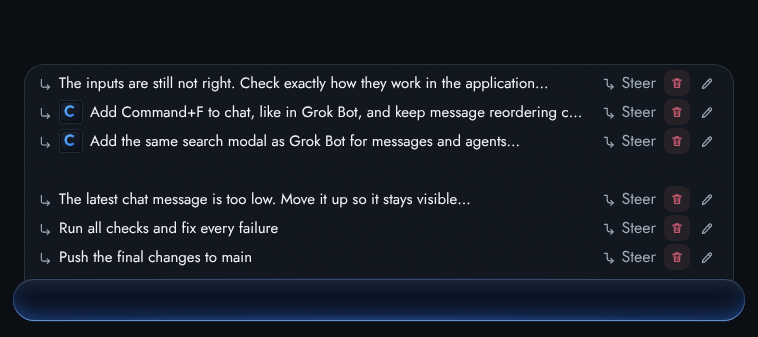 The inputs are still not right. Check exactly how they work in the application... Steer
C Add Command+F to chat, like in Grok Bot, and keep message reordering c... Steer
C Add the same search modal as Grok Bot for messages and agents... Steer
The latest chat message is too low. Move it up so it stays visible... Steer
Run all checks and fix every failure Steer
Push the final changes to main Steer